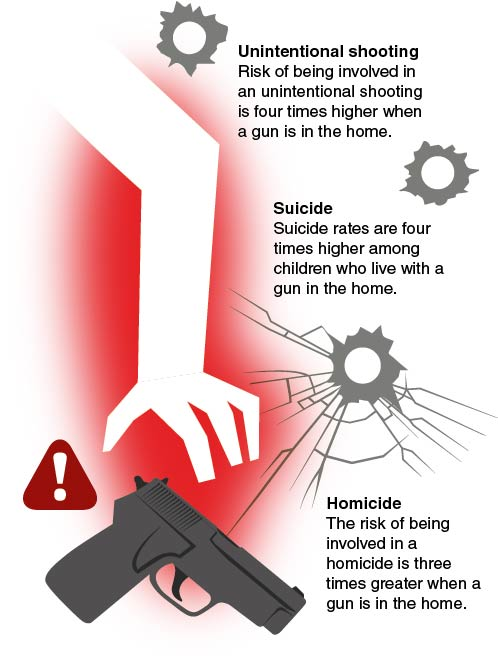 Unintentional shooting
Risk of being involved in
an unintentional shooting
is four times higher when
a gun is in the home.
Suicide
Suicide rates are four
times higher among
children who live with a
gun in the home.
Homicide
The risk of being
involved in a
homicide is three
times greater when a
gun is in the home.